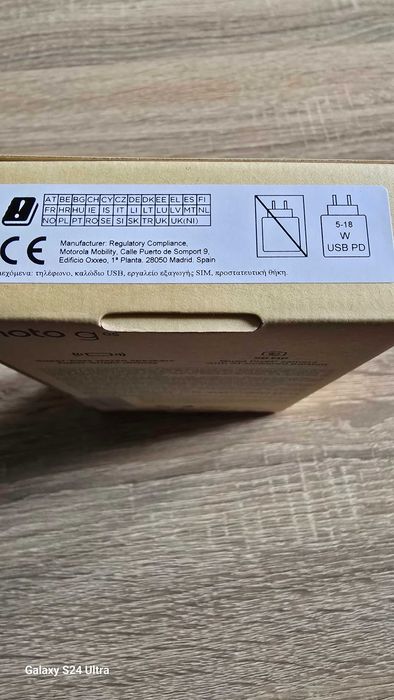 AT BE BG CH CY CZ DE DK EE EL ES FI
FR HR HU IE IS IT LI LT LU LV MT NL
NO PL PT RO SE SI SK TR UK UK(NI)
CE
Manufacturer: Regulatory Compliance,
Motorola Mobility, Calle Puerto de Somport 9,
Edificio Oxxeo, 1ª Planta, 28050 Madrid. Spain
5-18
W
USB PD
τηλέφωνο, καλώδιο USB, εργαλείο εξαγωγής SIM, προστατευτική θήκη.
moto g
Galaxy S24 Ultra